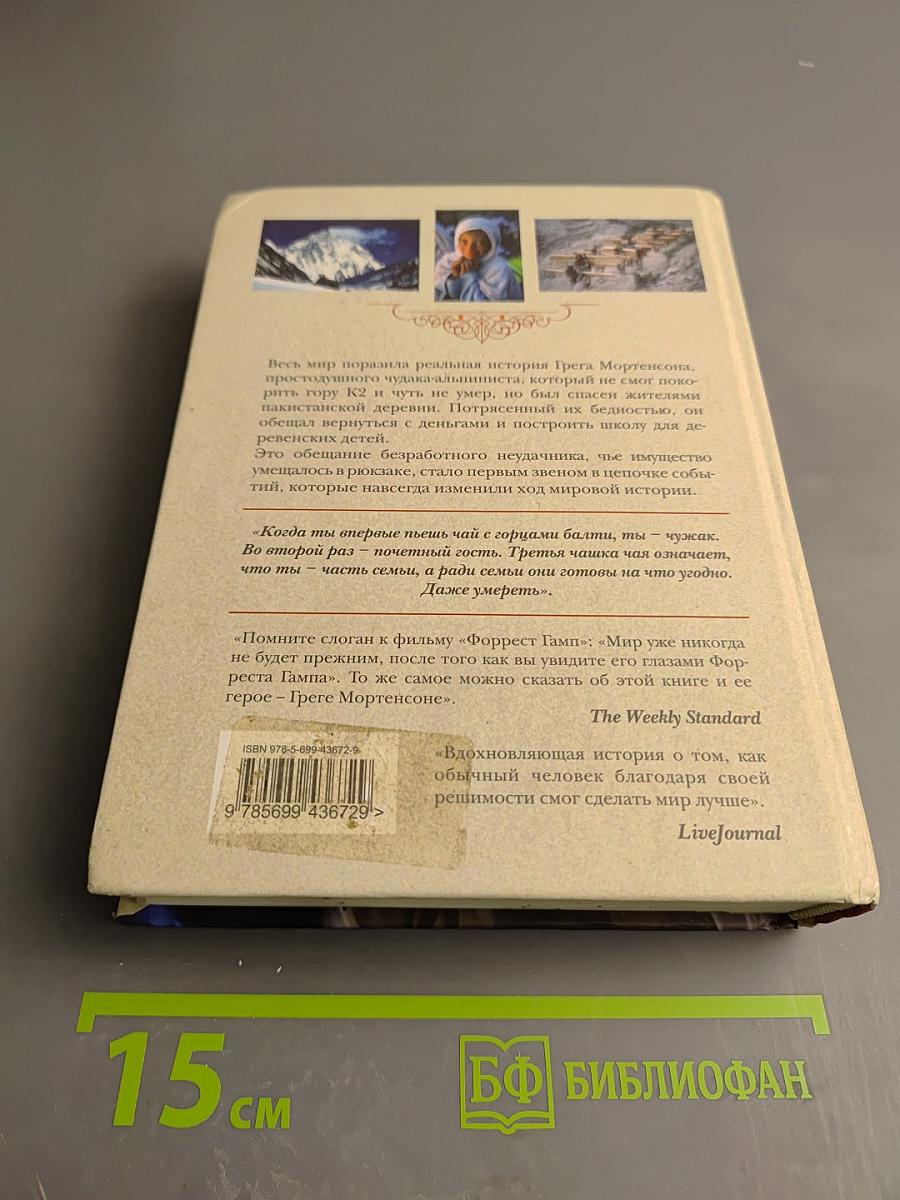 Весь мир поразила реальная история Грега Мортенсона,
простодушного чудака-альпиниста, который не смог поко-
рить гору К2 и чуть не умер, но был спасен жителями
пакистанской деревни. Потрясенный их бедностью, он
обещал вернуться с деньгами и построить школу для де-
ревенских детей.
Это обещание безработного неудачника, чье имущество
умещалось в рюкзаке, стало первым звеном в цепочке собы-
тий, которые навсегда изменили ход мировой истории.
«Когда ты впервые пьешь чай с горцами балти, ты – чужак.
Во второй раз – почетный гость. Третья чашка чая означает,
что ты – часть семьи, а ради семьи они готовы на что угодно.
Даже умереть».
«Помните слоган к фильму «Форрест Гамп»: «Мир уже никогда
не будет прежним, после того как вы увидите его глазами Фор-
реста Гампа». То же самое можно сказать об этой книге и ее
герое – Греге Мортенсоне».
The Weekly Standard
«Вдохновляющая история о том, как
обычный человек благодаря своей
решимости смог сделать мир лучше».
LiveJournal
ISBN 978-5-699-43672-9
9 785699 436729 >
15 см
БФ БИБЛИОФАН